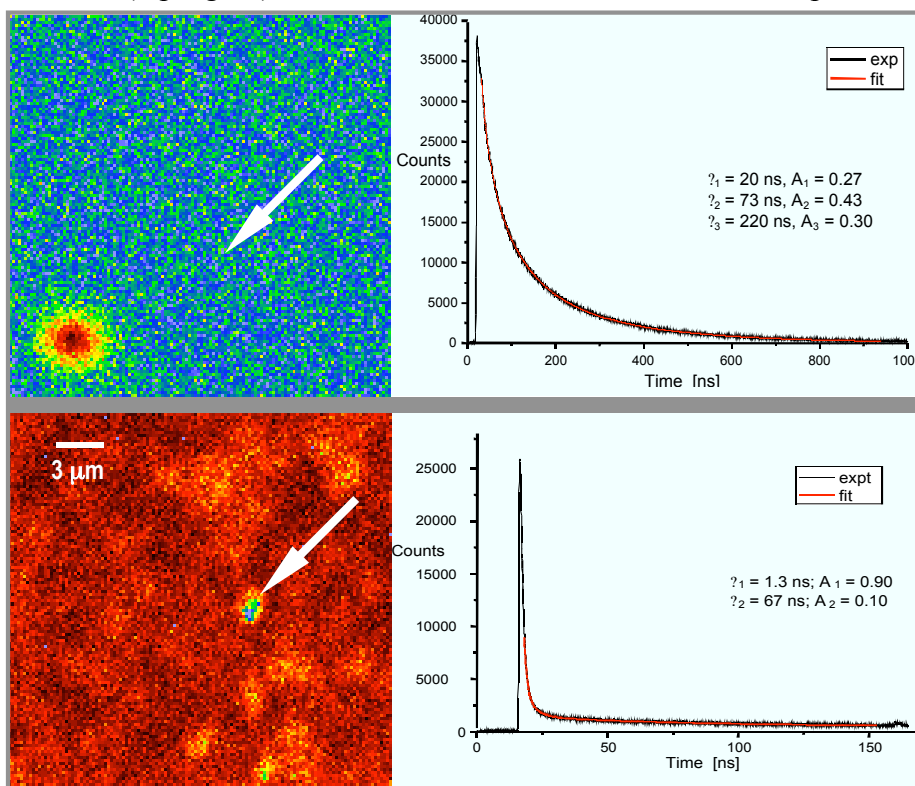 40000
35000
30000
25000
Counts
20000
15000
10000
5000
0
0 200 400 600 800 100
Time [ns]
exp
fit
?1 = 20 ns, A1 = 0.27
?2 = 73 ns, A2 = 0.43
?3 = 220 ns, A3 = 0.30
3 μm
25000
20000
Counts
15000
10000
5000
0
0 50 100 150
Time [ns]
expt
fit
?1 = 1.3 ns; A 1 = 0.90
?2 = 67 ns; A 2 = 0.10